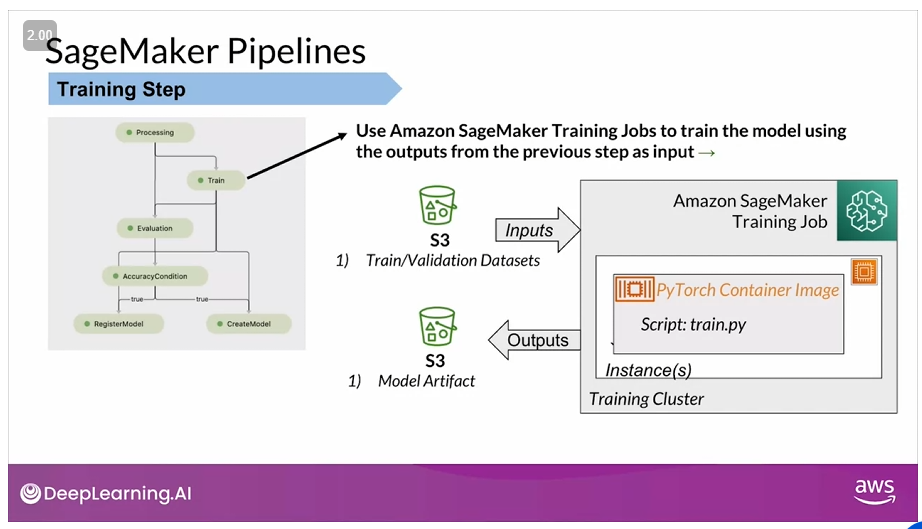 2.00
SageMaker Pipelines
Training Step
Processing
Train
Evaluation
AccuracyCondition
true
true
RegisterModel
CreateModel
Use Amazon SageMaker Training Jobs to train the model using
the outputs from the previous step as input →
S3
1) Train/Validation Datasets
Inputs
S3
1) Model Artifact
Outputs
Amazon SageMaker
Training Job
PyTorch Container Image
Script: train.py
Instance(s)
Training Cluster
DeepLearning.AI
aws